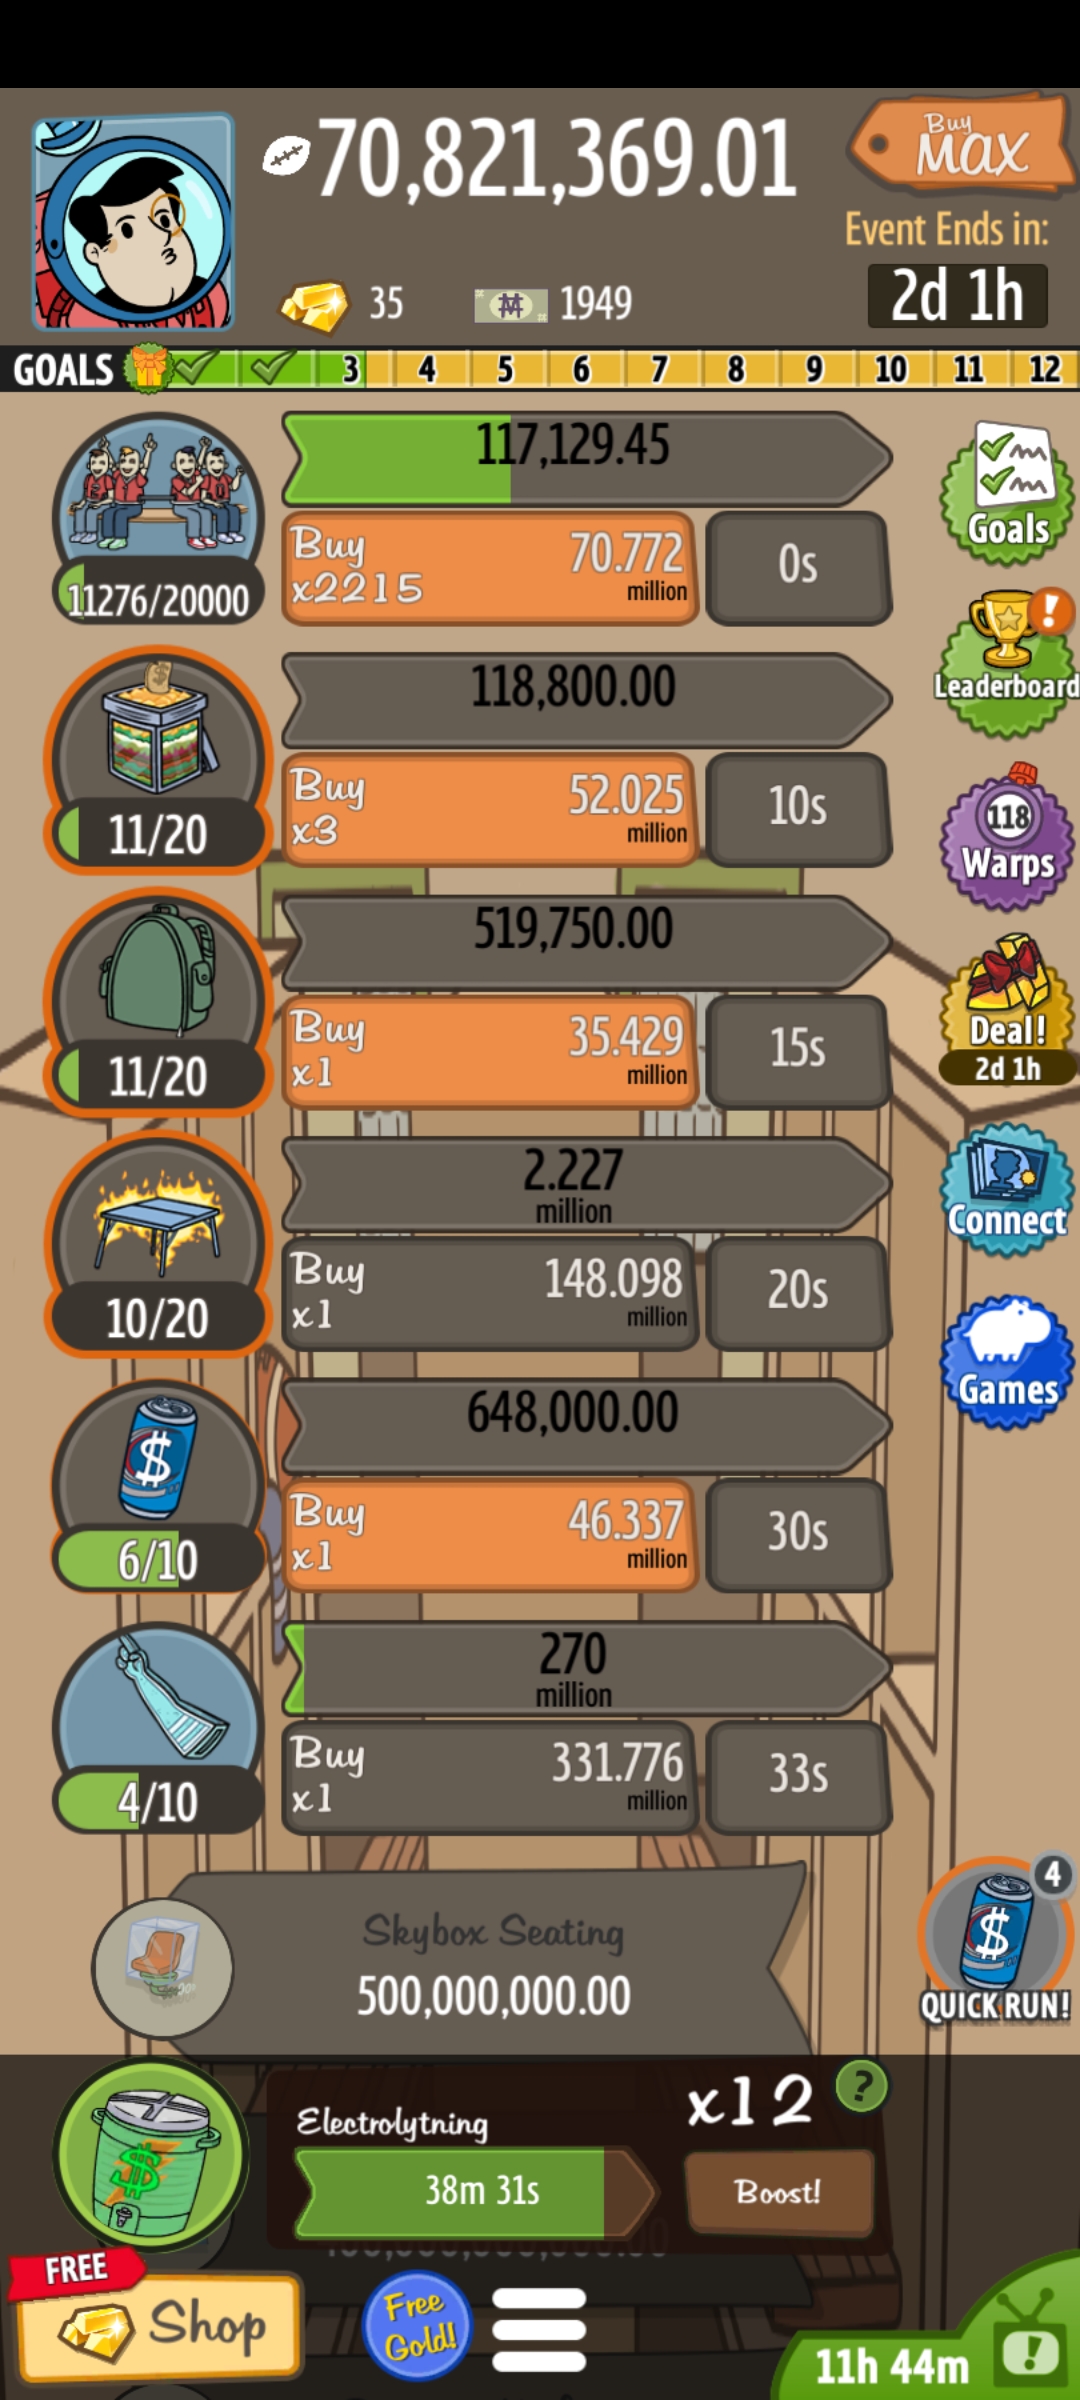 70,821,369.01
Buy
MAX
Event Ends in:
35
1949
2d 1h
GOALS
3 4 5 6 7 8 9 10 11 12
117,129.45
Buy
x2215
70.772
million
0s
11276/20000
Goals
118,800.00
Buy
x3
52.025
million
10s
11/20
Leaderboard
519,750.00
Buy
x1
35.429
million
15s
11/20
118
Warps
Deal!
2d 1h
2.227
million
Buy
x1
148.098
million
20s
10/20
Connect
648,000.00
Buy
x1
46.337
million
30s
6/10
Games
270
million
Buy
x1
331.776
million
33s
4/10
Skybox Seating
500,000,000.00
4
QUICK RUN!
Electrolytning
x12
?
38m 31s
Boost!
FREE
Shop
Free
Gold!
11h 44m